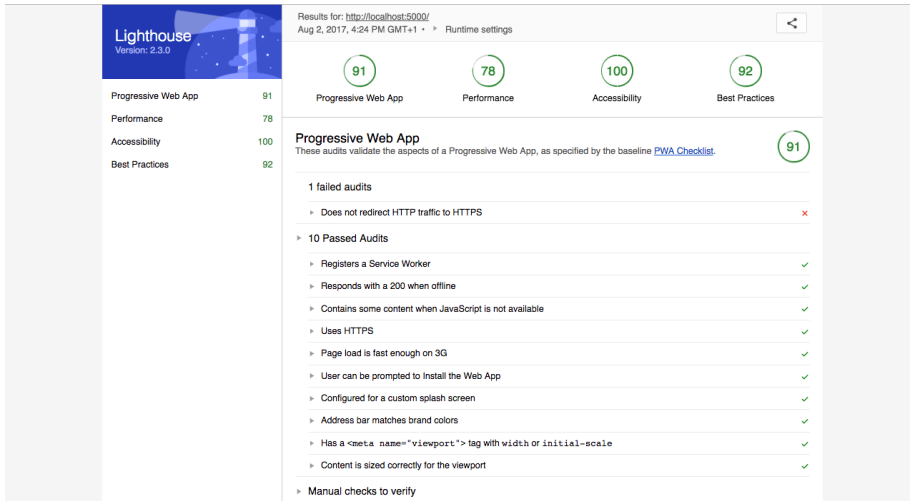 Lighthouse
Version: 2.3.0
Progressive Web App 91
Performance 78
Accessibility 100
Best Practices 92
Results for: http://localhost:5000/
Aug 2, 2017, 4:24 PM GMT+1 • Runtime settings
91 78 100 92
Progressive Web App Performance Accessibility Best Practices
Progressive Web App
These audits validate the aspects of a Progressive Web App, as specified by the baseline PWA Checklist.
91
1 failed audits
Does not redirect HTTP traffic to HTTPS
10 Passed Audits
Registers a Service Worker
Responds with a 200 when offline
Contains some content when JavaScript is not available
Uses HTTPS
Page load is fast enough on 3G
User can be prompted to Install the Web App
Configured for a custom splash screen
Address bar matches brand colors
Has a <meta name="viewport"> tag with width or initial-scale
Content is sized correctly for the viewport
Manual checks to verify